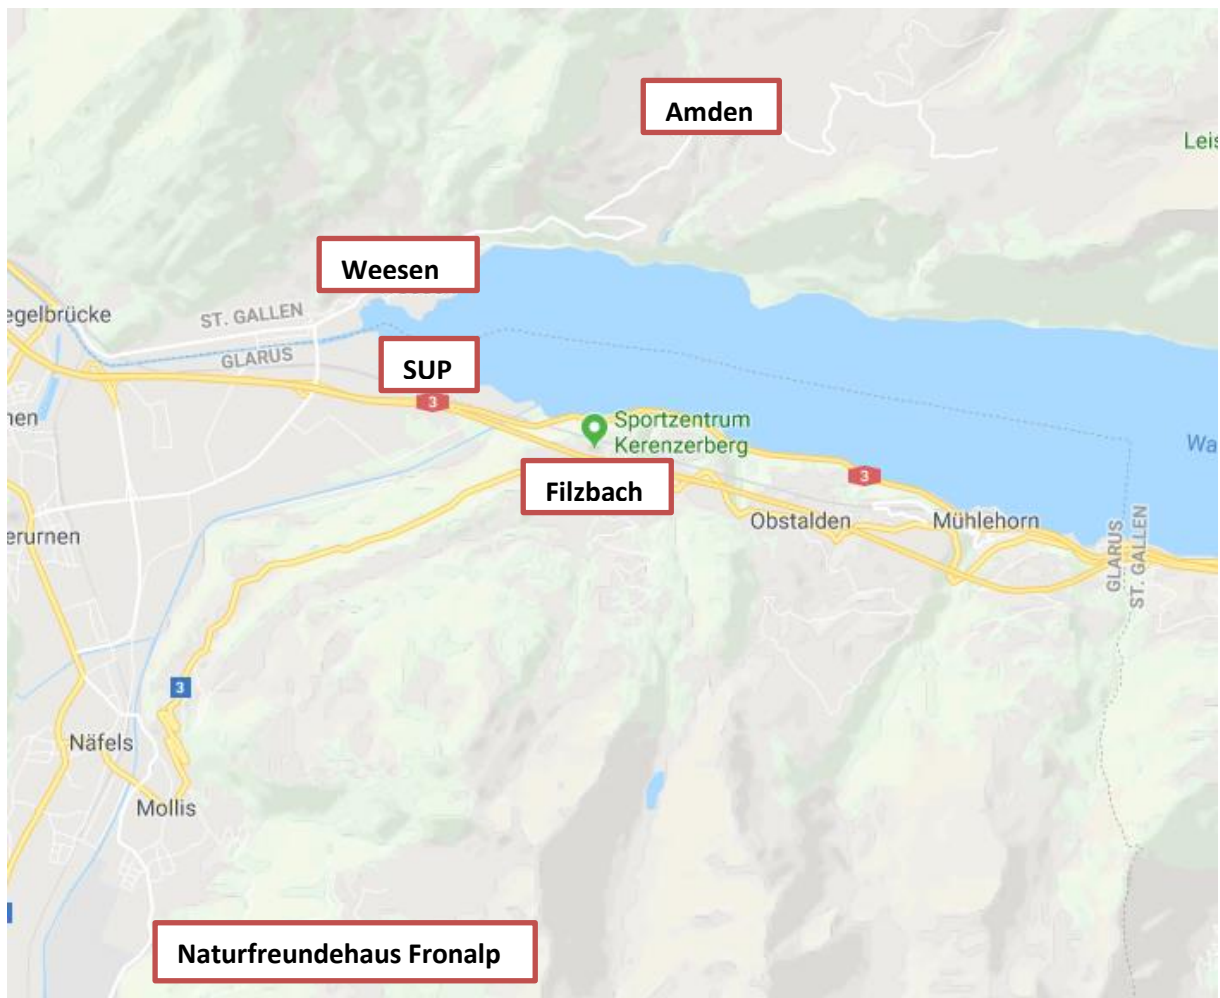 Amden
Leis
Weesen
egelbrücke
ST. GALLEN
GLARUS
SUP
3
Sportzentrum
Kerenzerberg
nen
Wa
3
Filzbach
Obstalden
Mühlehorn
erurnen
GLARUS
ST. GALLEN
3
Näfels
Mollis
Naturfreundehaus Fronalp